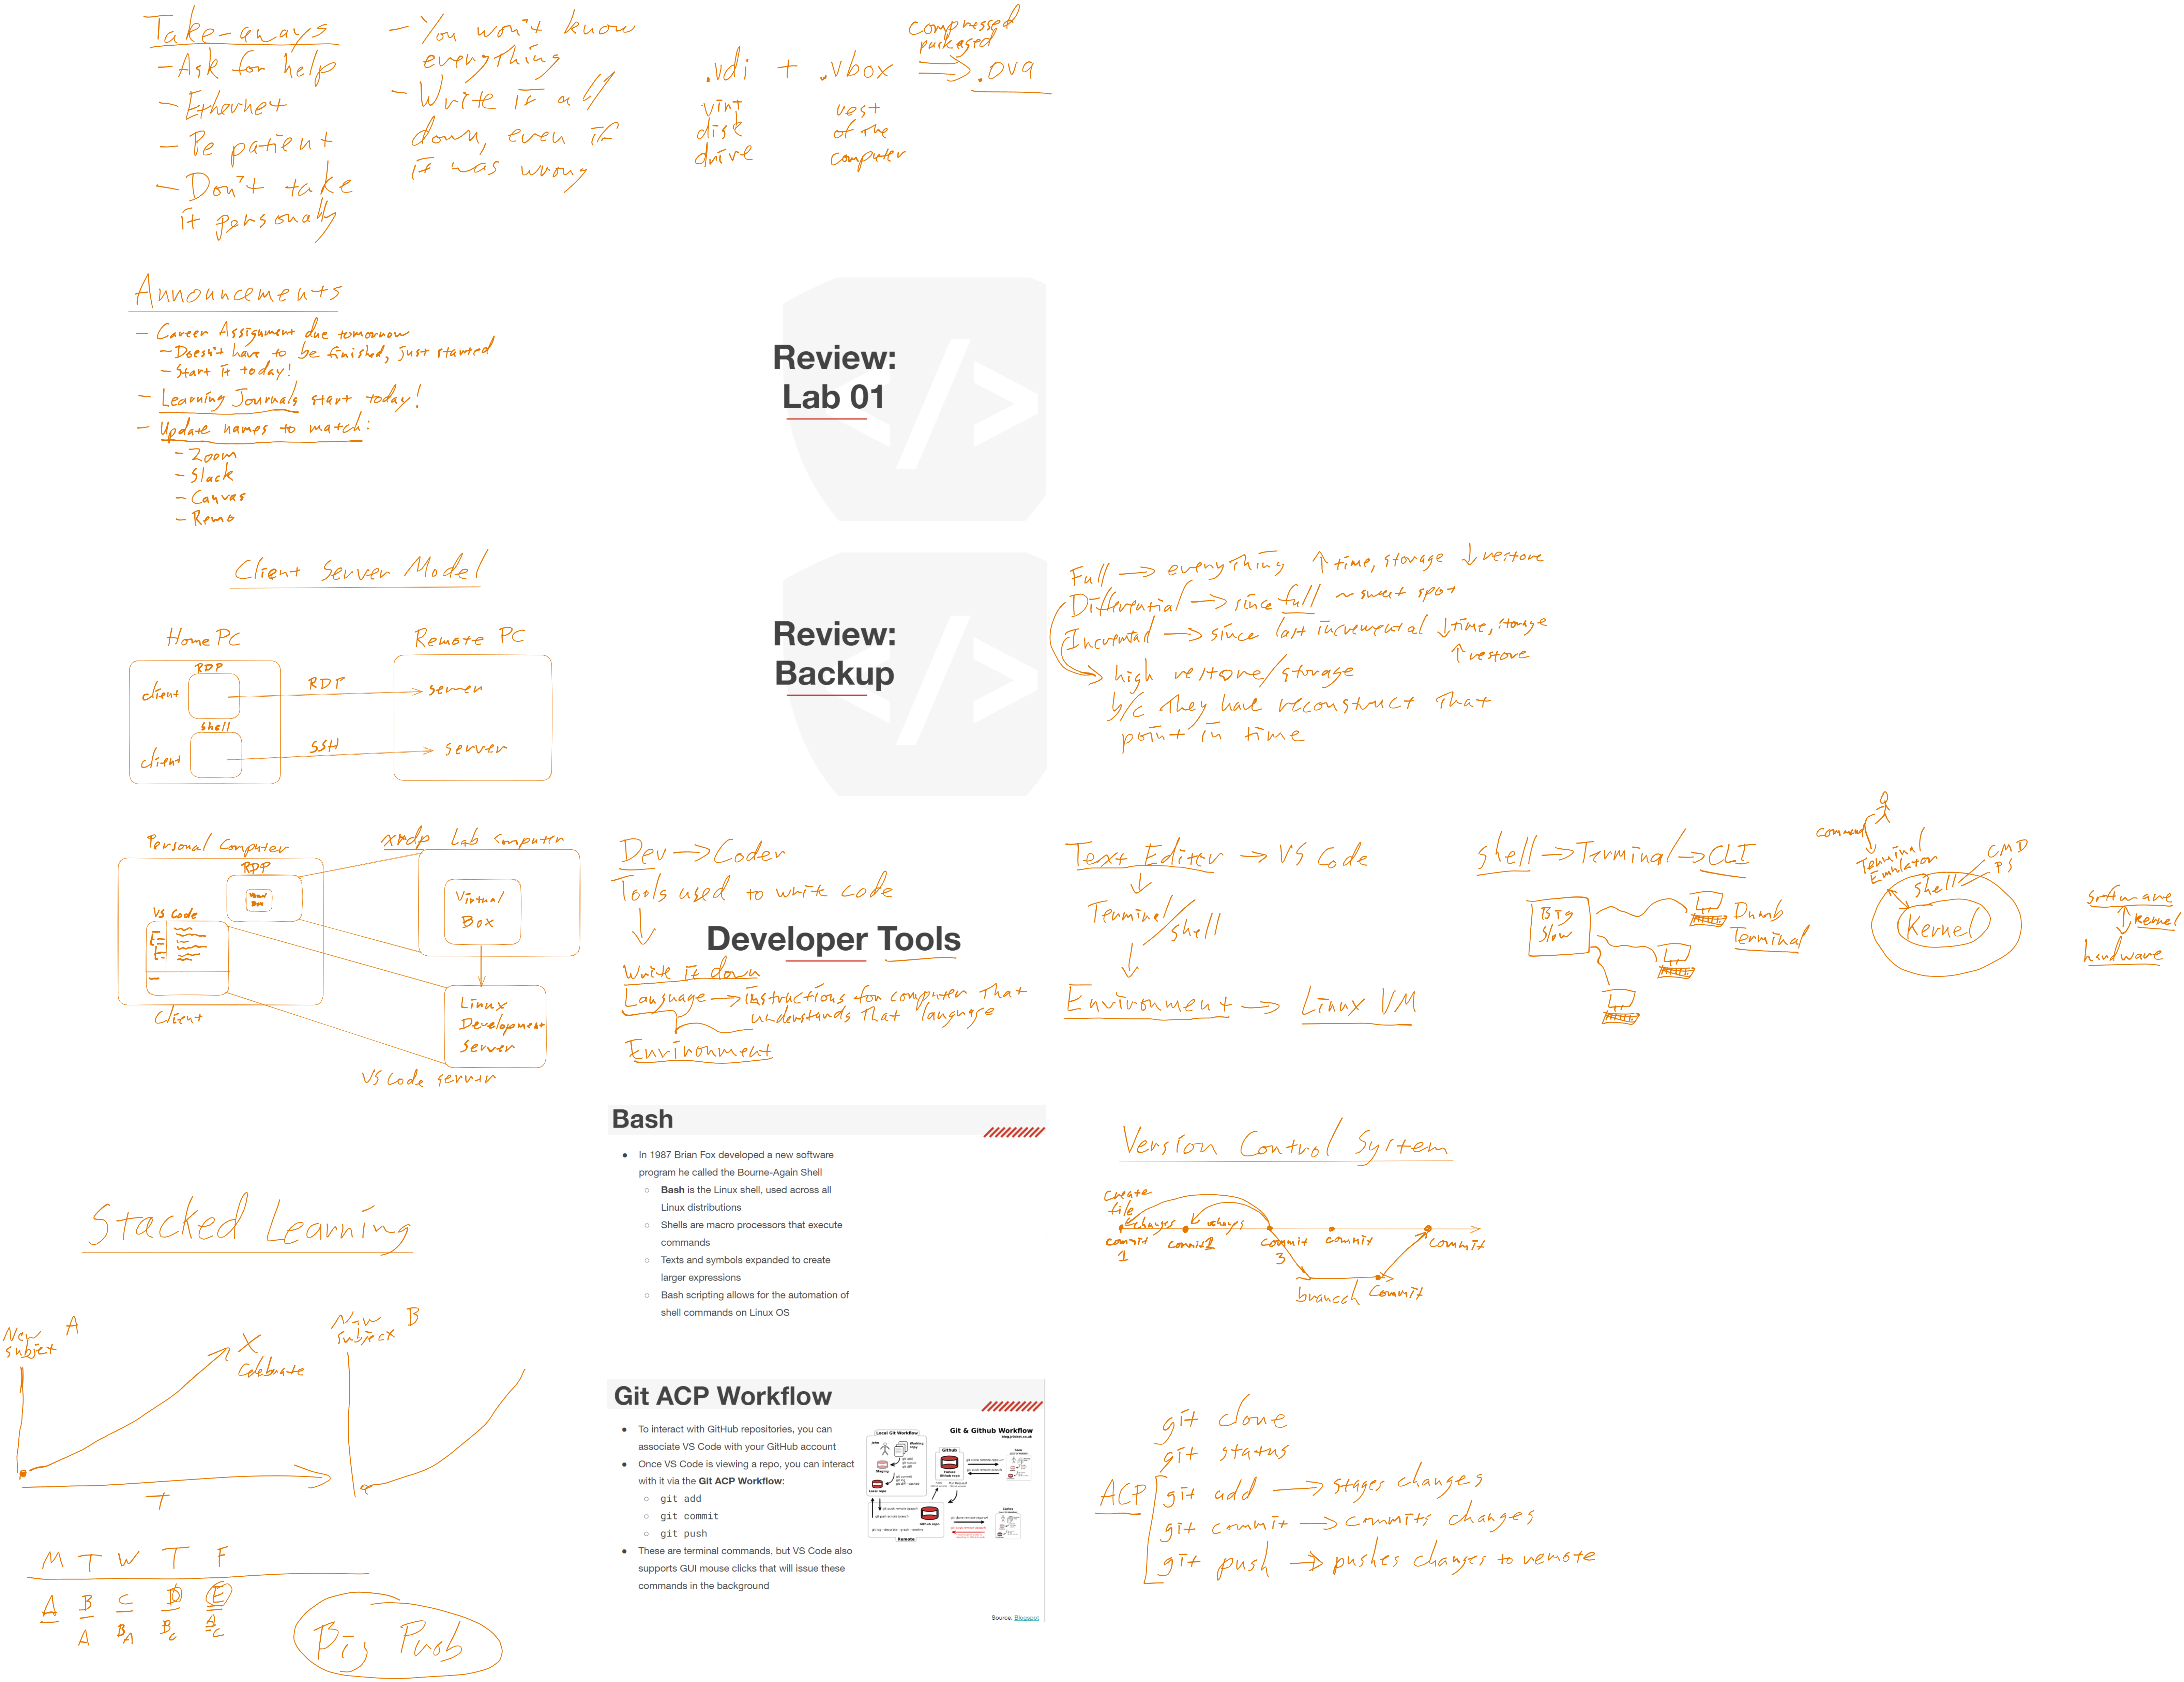 Take-aways
- Ask for help
- Ethernet
- Be patient
- Don't take
it personally
- You won't know
everything
- Write it all
down, even if
it was wrong
compressed
packaged
.vdi + .vbox ⟹ .ova
virt
disk
drive
rest
of the
computer
Announcements
- Career Assignment due tomorrow
- Doesn't have to be finished, just started
- Start it today!
- Learning Journals start today!
- Update names to match:
- Zoom
- Slack
- Canvas
- Remo
Review:
Lab 01
Client Server Model
Home PC
Remote PC
RDP
client
RDP
server
shell
client
SSH
server
Review:
Backup
Full → everything ↑ time, storage ↓ restore
Differential → since full ~ sweet spot
Incremental → since last incremental ↓ time, storage
↑ restore
high restore/storage
b/c they have reconstruct that
point in time
Personal Computer
xrdp Lab Computer
RDP
Virtual
Box
VS Code
Virtual
Box
Client
Linux
Development
Server
VS Code server
Dev → Coder
Tools used to write code
Developer Tools
Write it down
Language → instructions for computer that
understands that language
Environment
Text Editor → VS Code
Terminal/
shell
Environment → Linux VM
shell → Terminal → CLI
Big
Slow
Dumb
Terminal
command
Terminal
Emulator
CMD
PS
Shell
Kernel
software
kernel
hardware
Bash
● In 1987 Brian Fox developed a new software
program he called the Bourne-Again Shell
○ Bash is the Linux shell, used across all
Linux distributions
○ Shells are macro processors that execute
commands
○ Texts and symbols expanded to create
larger expressions
○ Bash scripting allows for the automation of
shell commands on Linux OS
Version Control System
create
file
changes
changes
commit
1
commit 2
commit
3
commit
commit
brancch
commit
Stacked Learning
New
subject
A
X
Celebrate
T
New
subject
B
M T W T F
A B C D E
A
B
A
B
C
A
C
Big Push
Git ACP Workflow
● To interact with GitHub repositories, you can
associate VS Code with your GitHub account
● Once VS Code is viewing a repo, you can interact
with it via the Git ACP Workflow:
○ git add
○ git commit
○ git push
● These are terminal commands, but VS Code also
supports GUI mouse clicks that will issue these
commands in the background
Local Git Workflow
Git & Github Workflow
John
Working
copy
Staging
Local repo
Github
Forked
Github repo
Github repo
Remote
Source: Blogspot
git clone
git status
ACP
git add → stages changes
git commit → commits changes
git push → pushes changes to remote